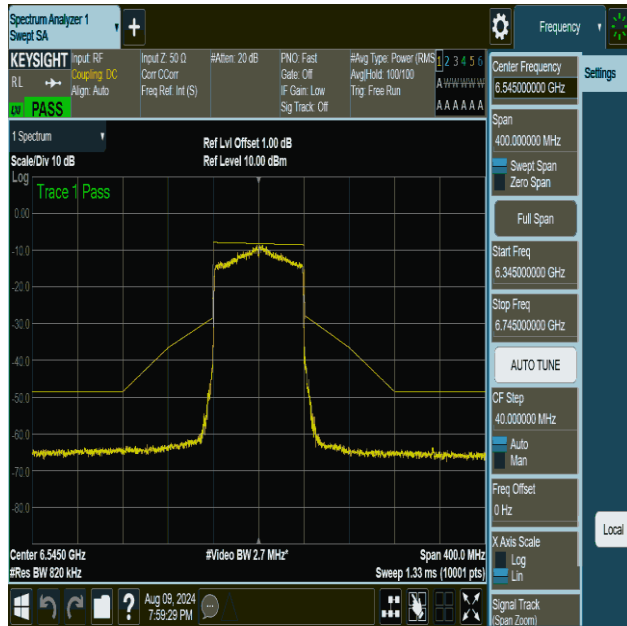 Spectrum Analyzer 1
Swept SA
+
Frequency
KEYSIGHT
RL
PASS
Input: RF
Coupling: DC
Align: Auto
Input Z: 50 Ω
Corr CCorr
Freq Ref: Int (S)
#Atten: 20 dB
PNO: Fast
Gate: Off
IF Gain: Low
Sig Track: Off
#Avg Type: Power (RMS
Avg|Hold: 100/100
Trig: Free Run
1 2 3 4 5 6
A W W W W W
A A A A A A
Center Frequency
6.545000000 GHz
Settings
Span
400.000000 MHz
Swept Span
Zero Span
Full Span
Start Freq
6.345000000 GHz
Stop Freq
6.745000000 GHz
AUTO TUNE
CF Step
40.000000 MHz
Auto
Man
Freq Offset
0 Hz
X Axis Scale
Log
Lin
Local
Signal Track
(Span Zoom)
1 Spectrum
Scale/Div 10 dB
Ref Lvl Offset 1.00 dB
Ref Level 10.00 dBm
Log
Trace 1 Pass
0.00
-10.0
-20.0
-30.0
-40.0
-50.0
-60.0
-70.0
-80.0
Center 6.5450 GHz
#Video BW 2.7 MHz*
Span 400.0 MHz
#Res BW 820 kHz
Sweep 1.33 ms (10001 pts)
?
Aug 09, 2024
7:59:29 PM